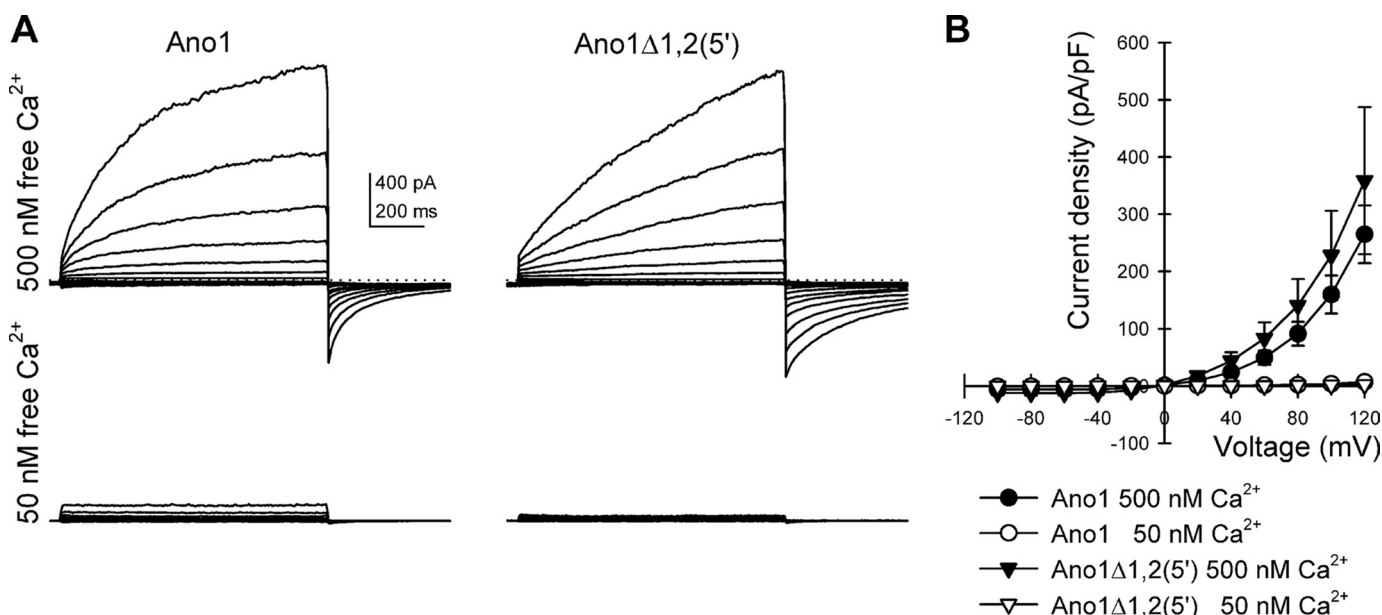 A
Ano1
Ano1Δ1,2(5')
500 nM free Ca²⁺
400 pA
200 ms
50 nM free Ca²⁺
B
Current density (pA/pF)
600
500
400
300
200
100
0
-100
-120
-80
-40
0
40
80
120
Voltage (mV)
Ano1 500 nM Ca²⁺
Ano1 50 nM Ca²⁺
Ano1Δ1,2(5') 500 nM Ca²⁺
Ano1Δ1,2(5') 50 nM Ca²⁺